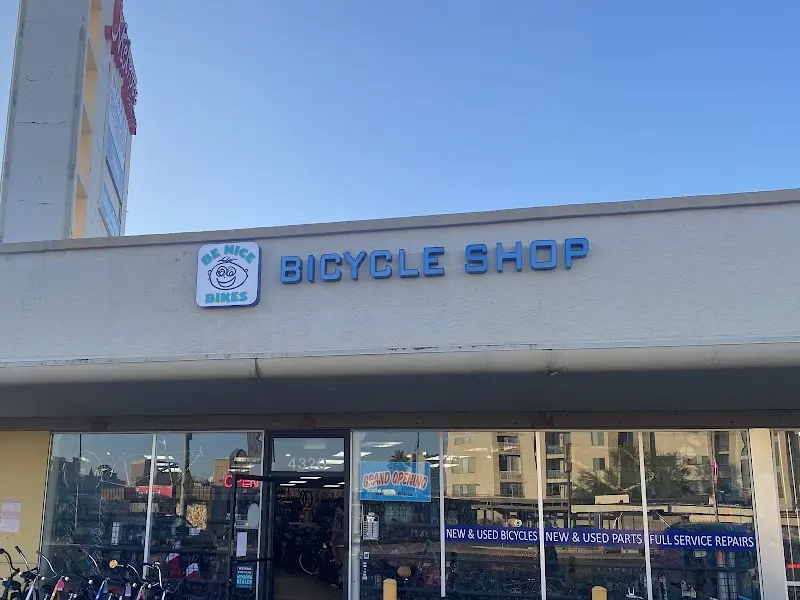 BE NICE
BIKES
BICYCLE SHOP
OPEN
GRAND OPENING
NEW & USED BICYCLES
NEW & USED PARTS
FULL SERVICE REPAIRS